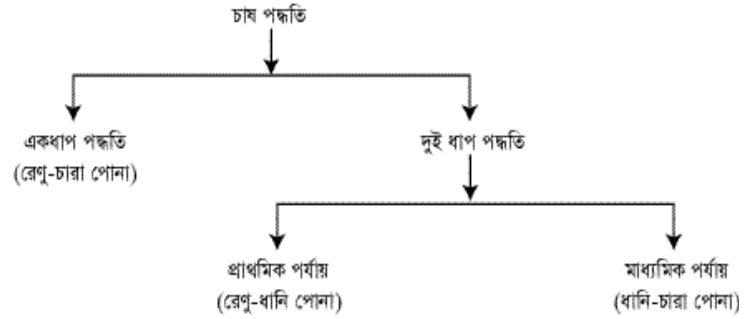 চাষ পদ্ধতি
একধাপ পদ্ধতি
(রেণু-চারা পোনা)
দুই ধাপ পদ্ধতি
প্রাথমিক পর্যায়
(রেণু-ধানি পোনা)
মাধ্যমিক পর্যায়
(ধানি-চারা পোনা)